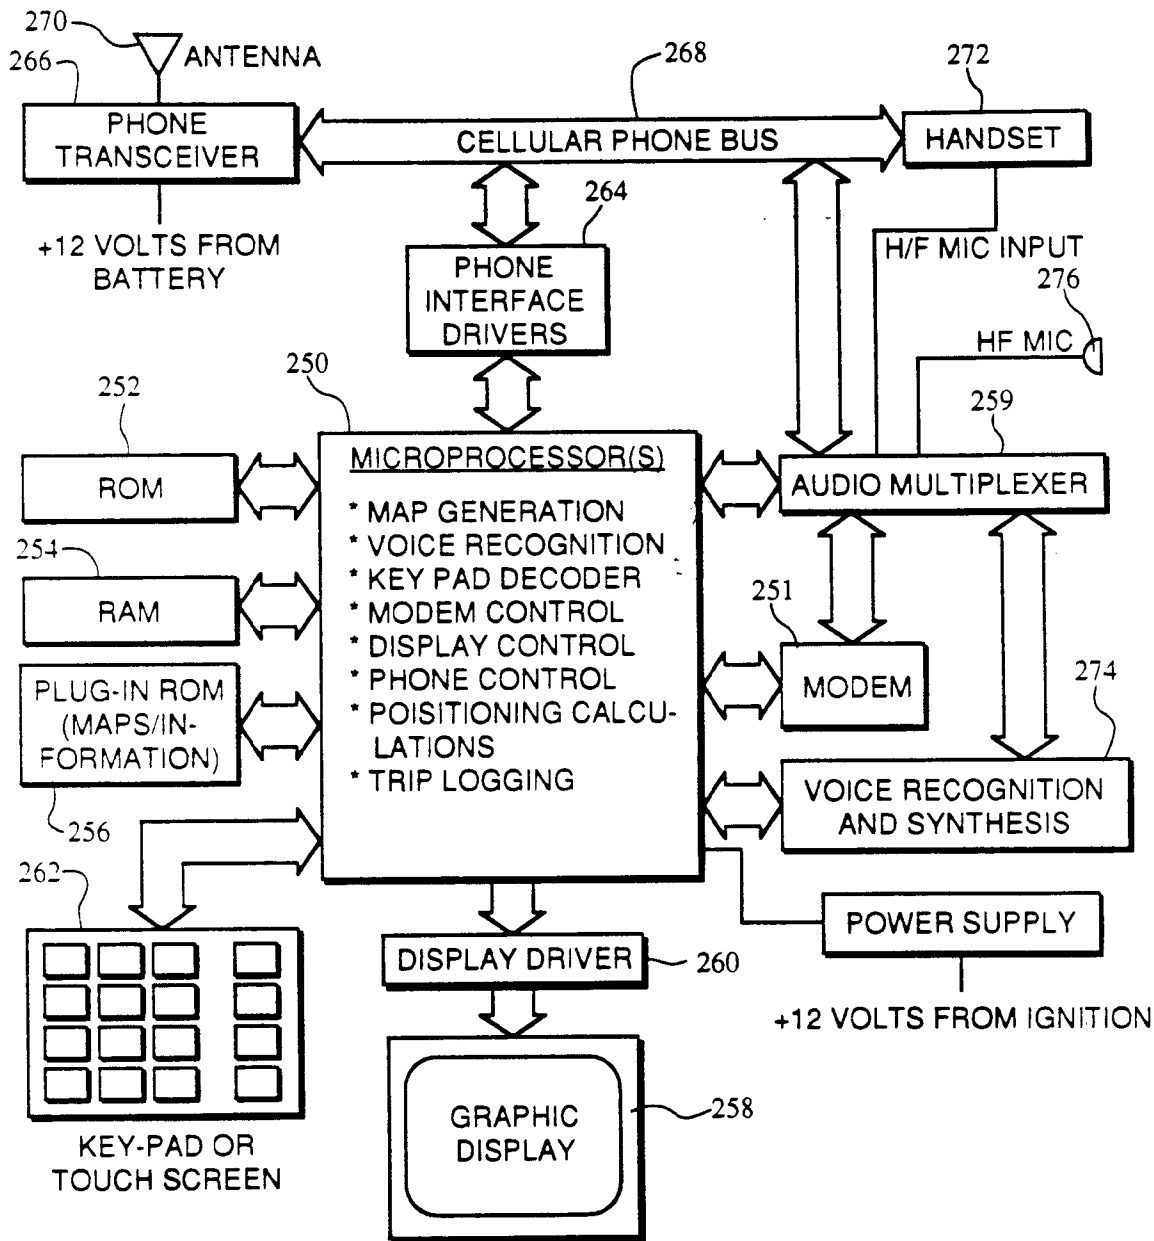 270
ANTENNA
266
268
272
PHONE
TRANSCEIVER
CELLULAR PHONE BUS
HANDSET
264
+12 VOLTS FROM
BATTERY
H/F MIC INPUT
276
PHONE
INTERFACE
DRIVERS
HF MIC
250
252
259
ROM
MICROPROCESSOR(S)
* MAP GENERATION
* VOICE RECOGNITION
* KEY PAD DECODER
* MODEM CONTROL
* DISPLAY CONTROL
* PHONE CONTROL
* POISITIONING CALCU-
LATIONS
* TRIP LOGGING
AUDIO MULTIPLEXER
254
RAM
251
MODEM
PLUG-IN ROM
(MAPS/IN-
FORMATION)
274
256
VOICE RECOGNITION
AND SYNTHESIS
262
POWER SUPPLY
DISPLAY DRIVER
260
+12 VOLTS FROM IGNITION
GRAPHIC
DISPLAY
258
KEY-PAD OR
TOUCH SCREEN